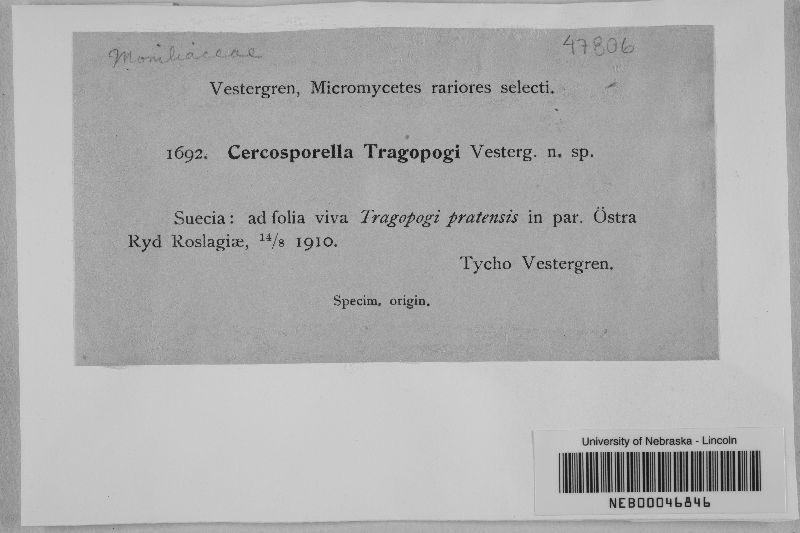 Moniliaceae
47806
Vestergren, Micromycetes rariores selecti.
1692. Cercosporella Tragopogi Vesterg. n. sp.
Suecia: ad folia viva Tragopogi pratensis in par. Östra
Ryd Roslagiæ, 14/8 1910.
Tycho Vestergren.
Specim. origin.
University of Nebraska - Lincoln
NEB00046846